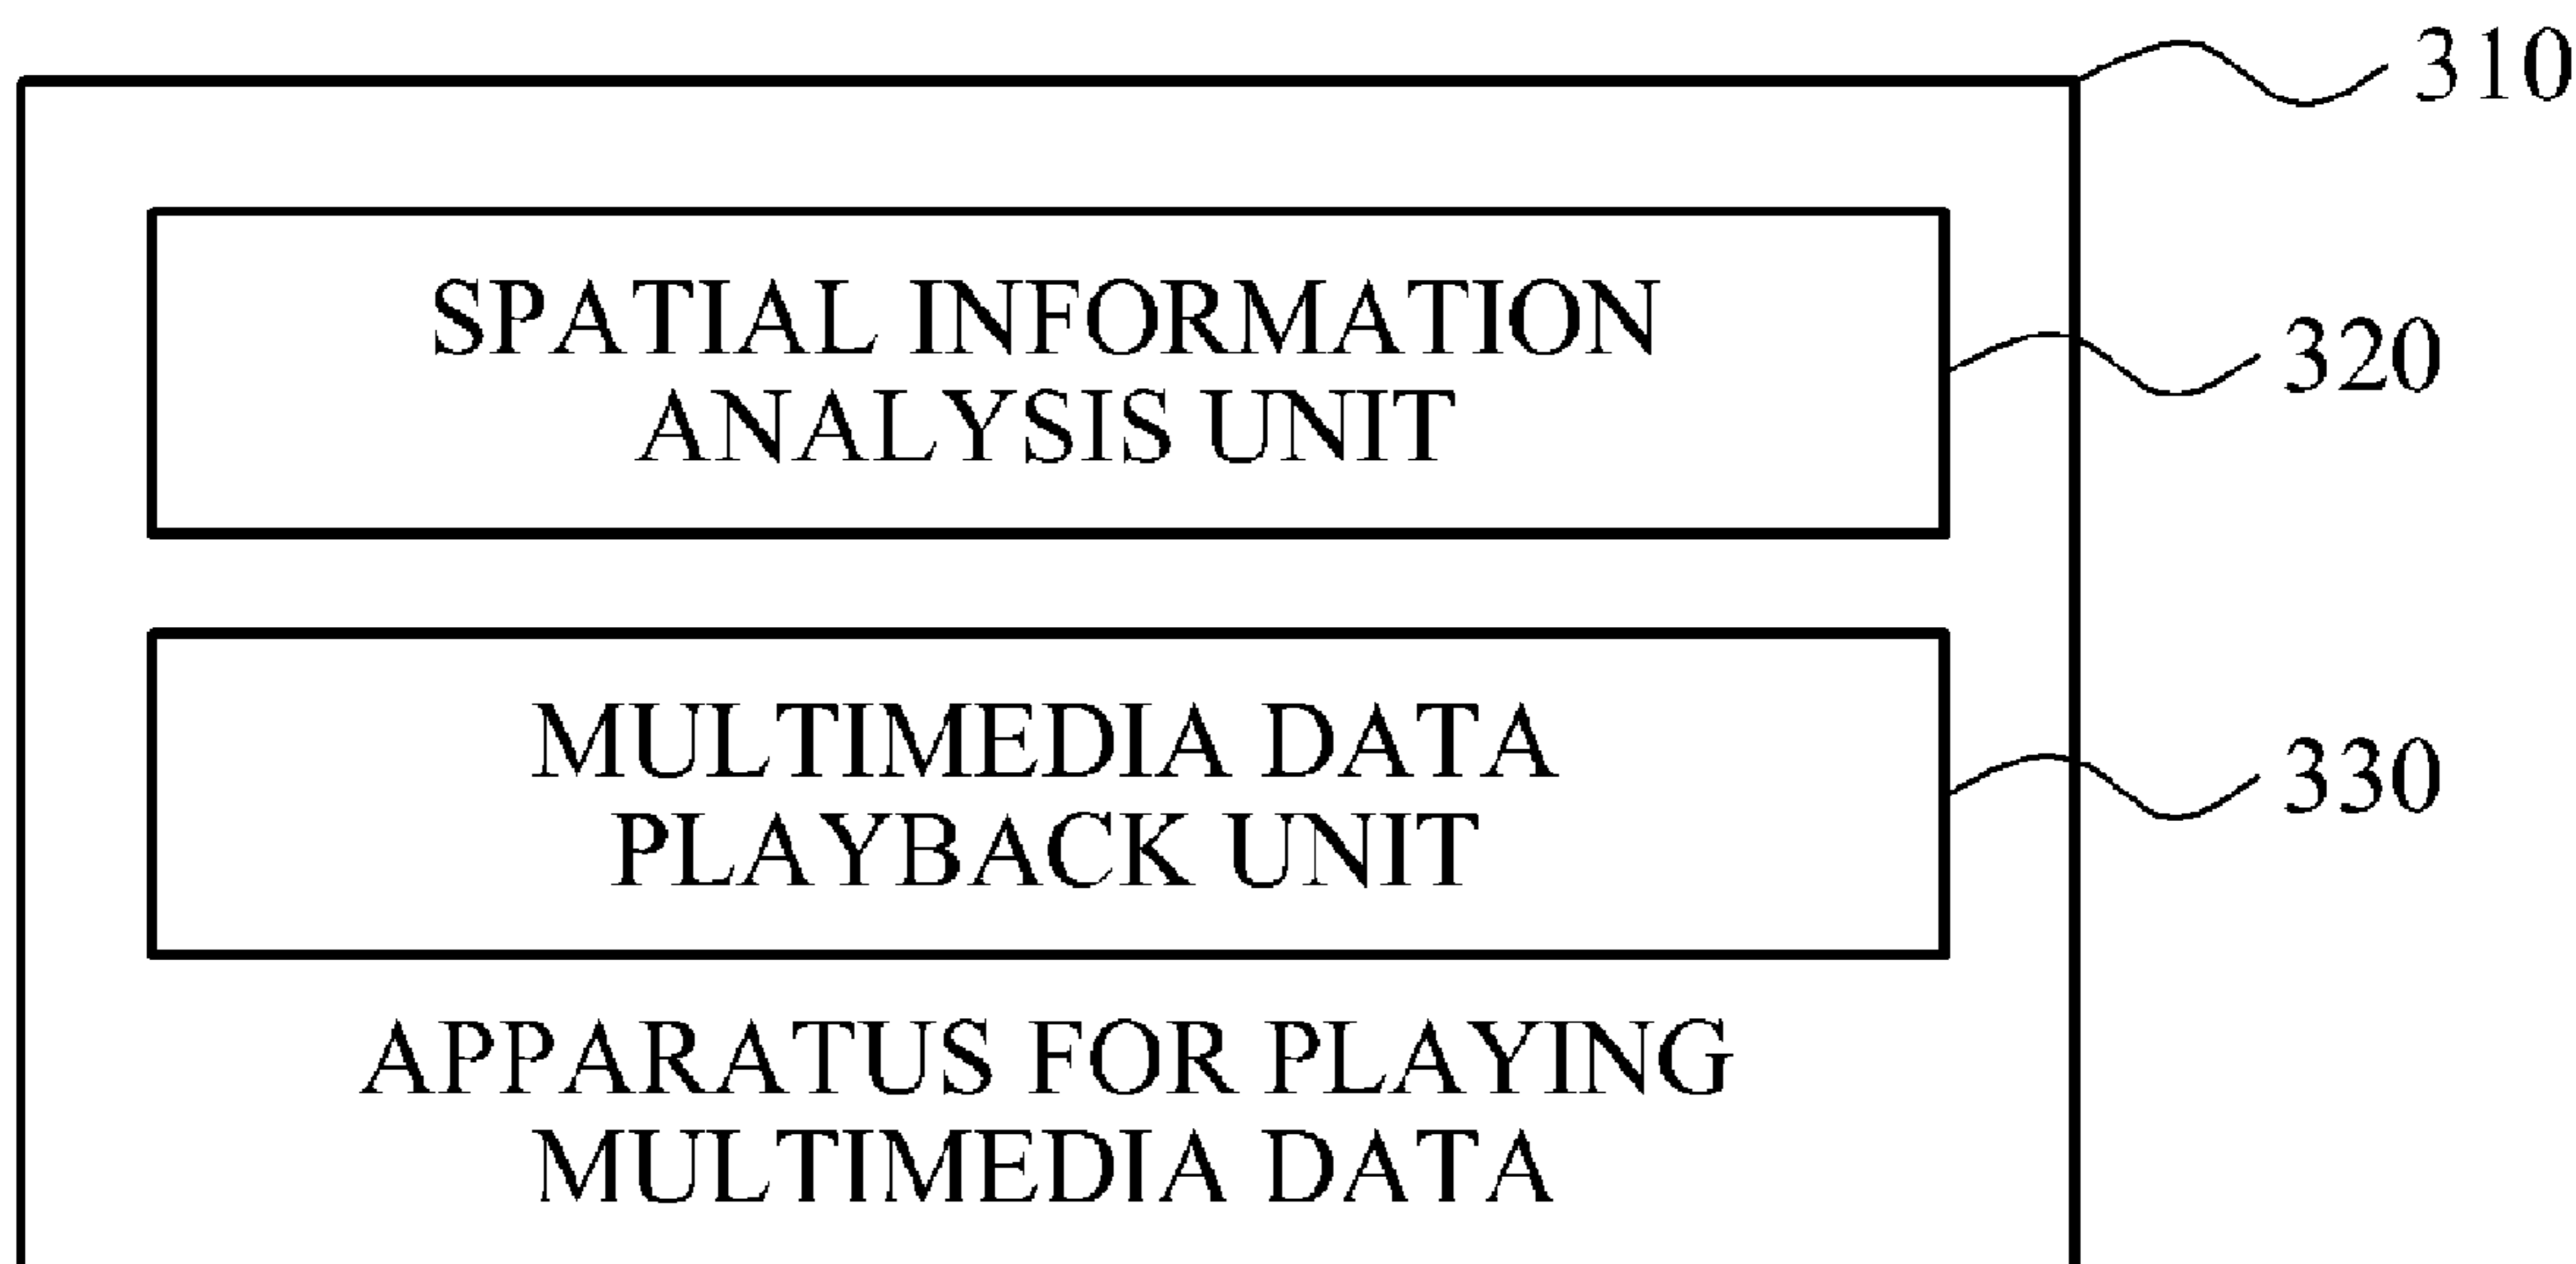 310
SPATIAL INFORMATION
ANALYSIS UNIT
320
MULTIMEDIA DATA
PLAYBACK UNIT
330
APPARATUS FOR PLAYING
MULTIMEDIA DATA